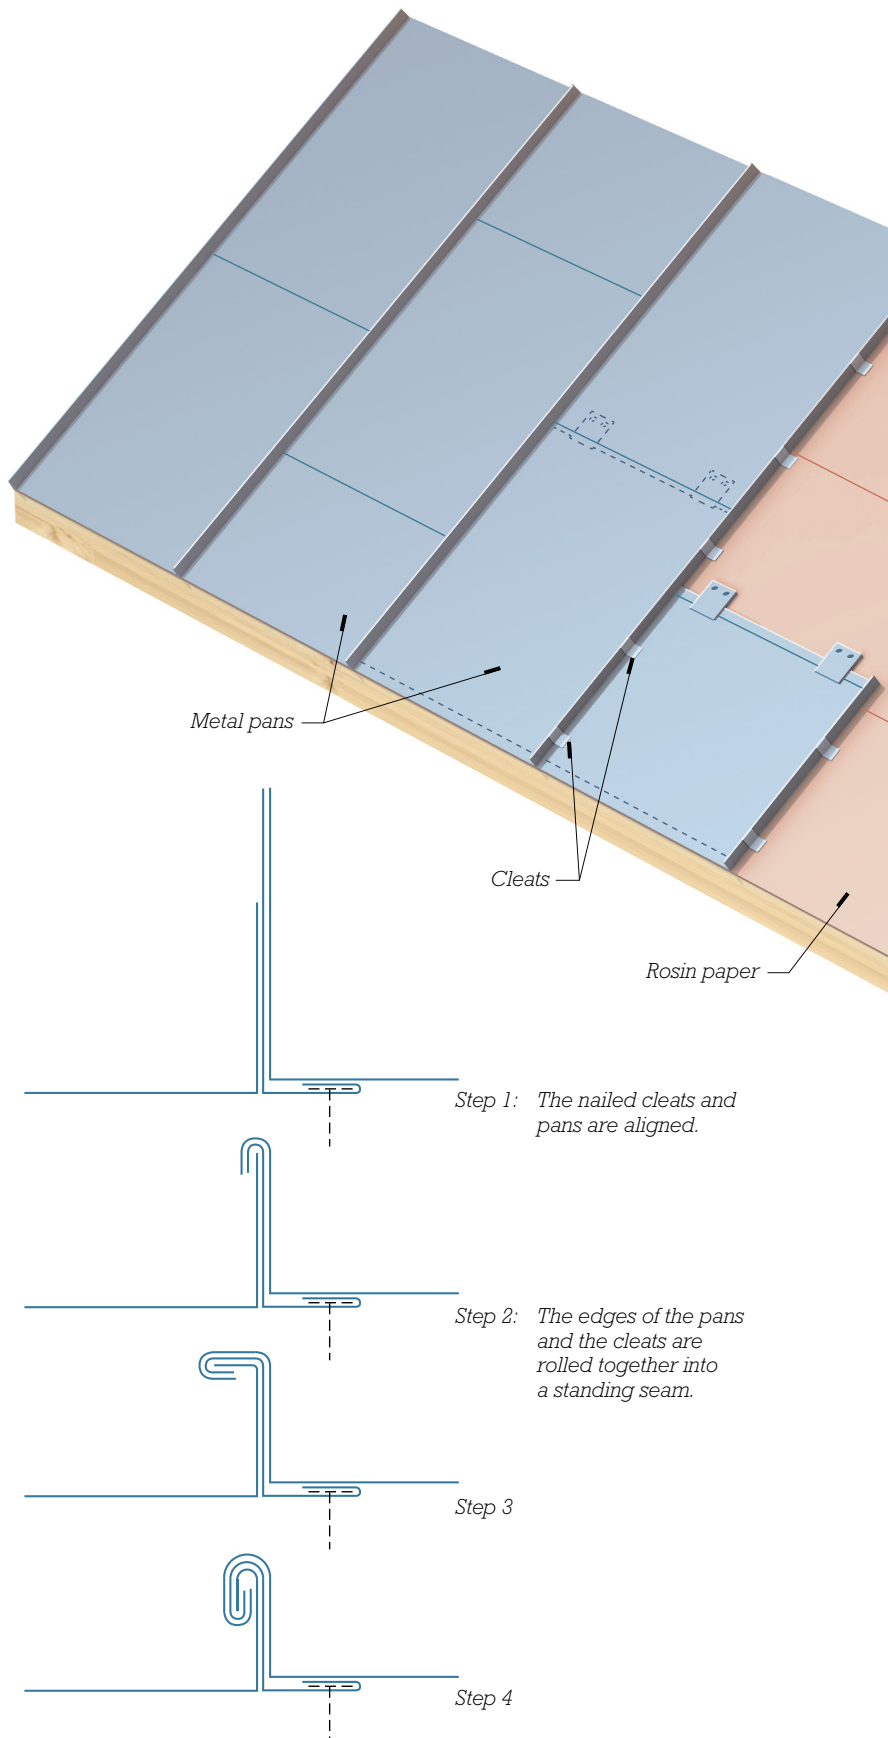 Metal pans
Cleats
Rosin paper
Step 1: The nailed cleats and
pans are aligned.
Step 2: The edges of the pans
and the cleats are
rolled together into
a standing seam.
Step 3
Step 4